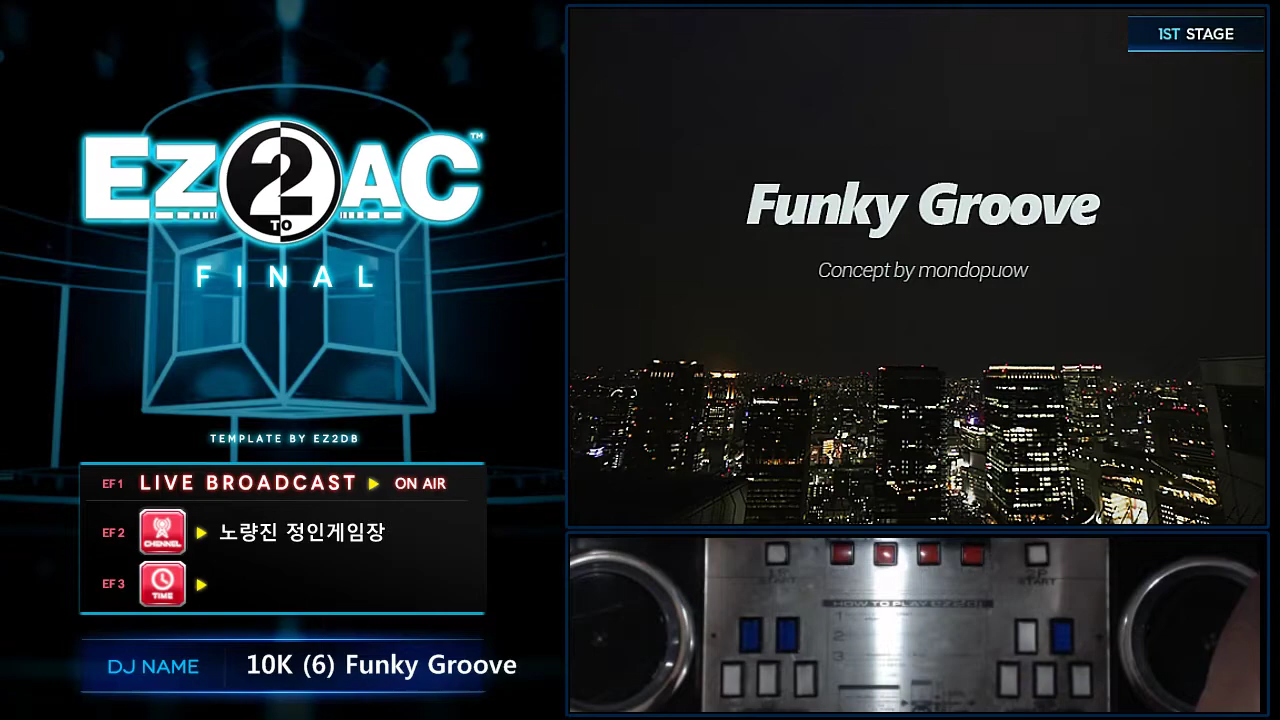 EZ2AC™
TO
FINAL
TEMPLATE BY EZ2DB
EF1 LIVE BROADCAST ON AIR
EF2 CHENNEL 노량진 정인게임장
EF3 TIME
DJ NAME 10K (6) Funky Groove
1ST STAGE
Funky Groove
Concept by mondopuow
START
START
HOW TO PLAY EZ2DJ
1
2
3